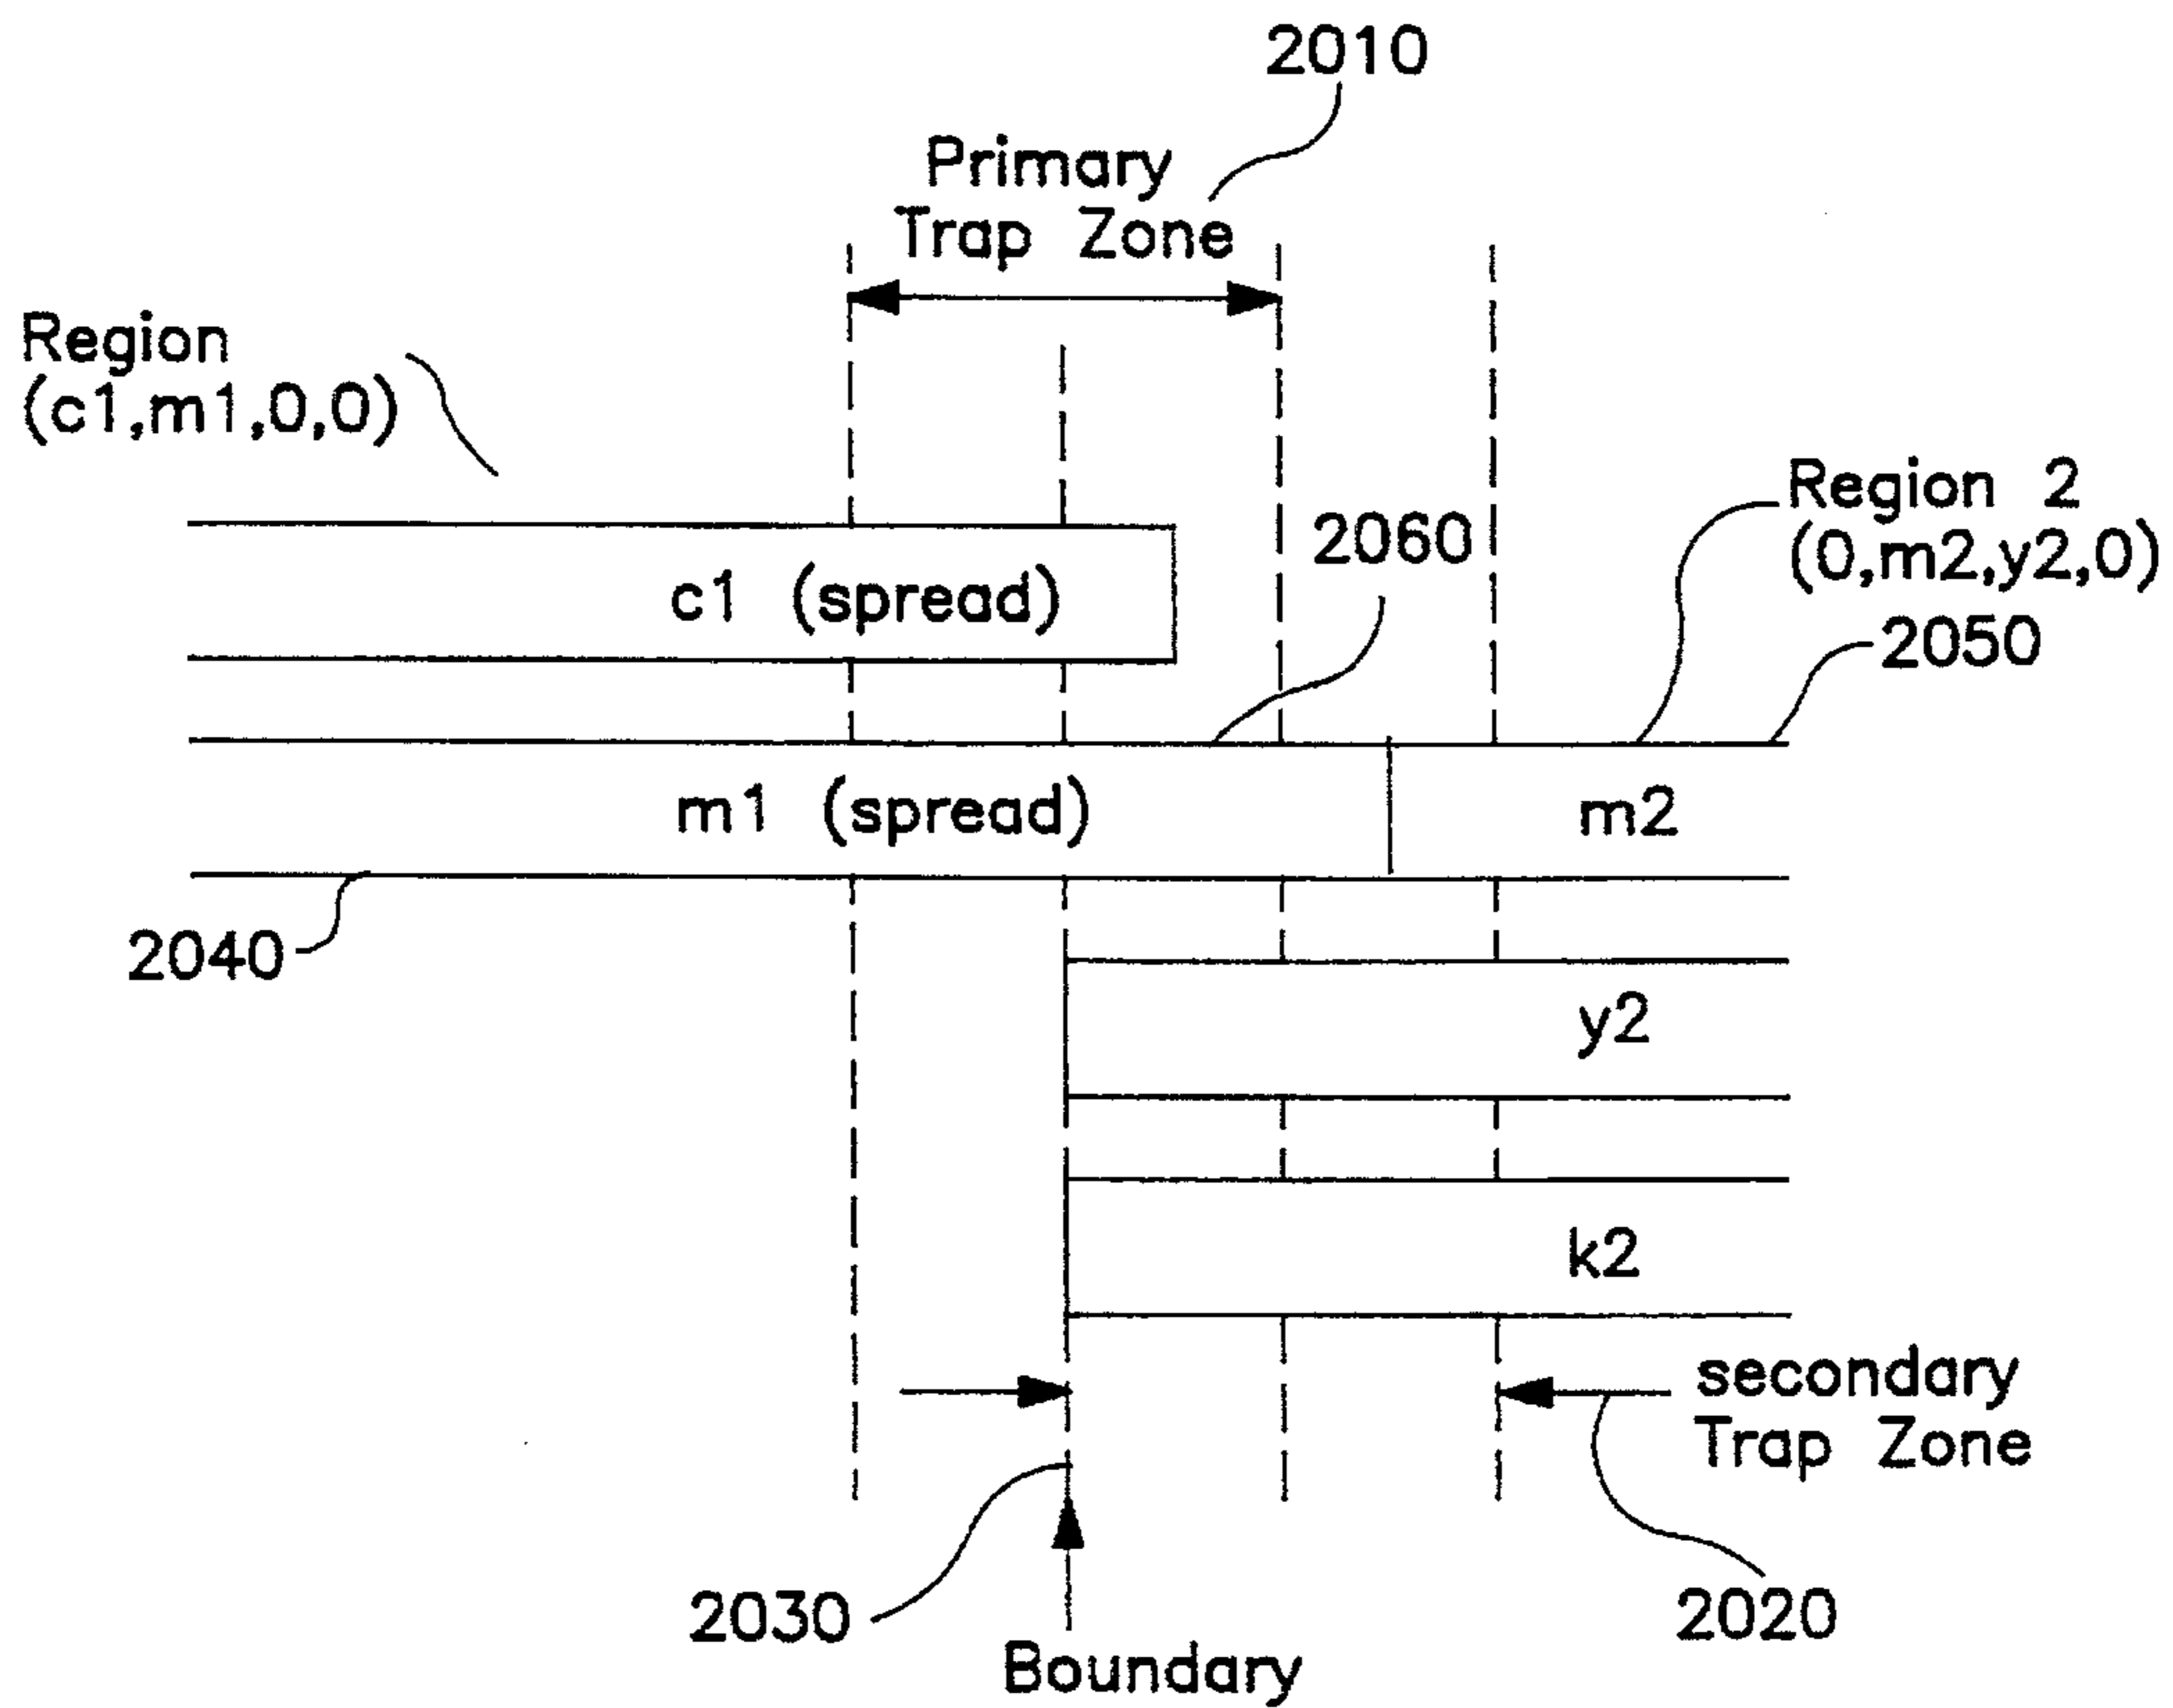 2010
Primary
Trap Zone
Region
(c1,m1,0,0)
Region 2
(0,m2,y2,0)
2060
c1 (spread)
2050
m1 (spread)
m2
2040
y2
k2
secondary
Trap Zone
2030
2020
Boundary